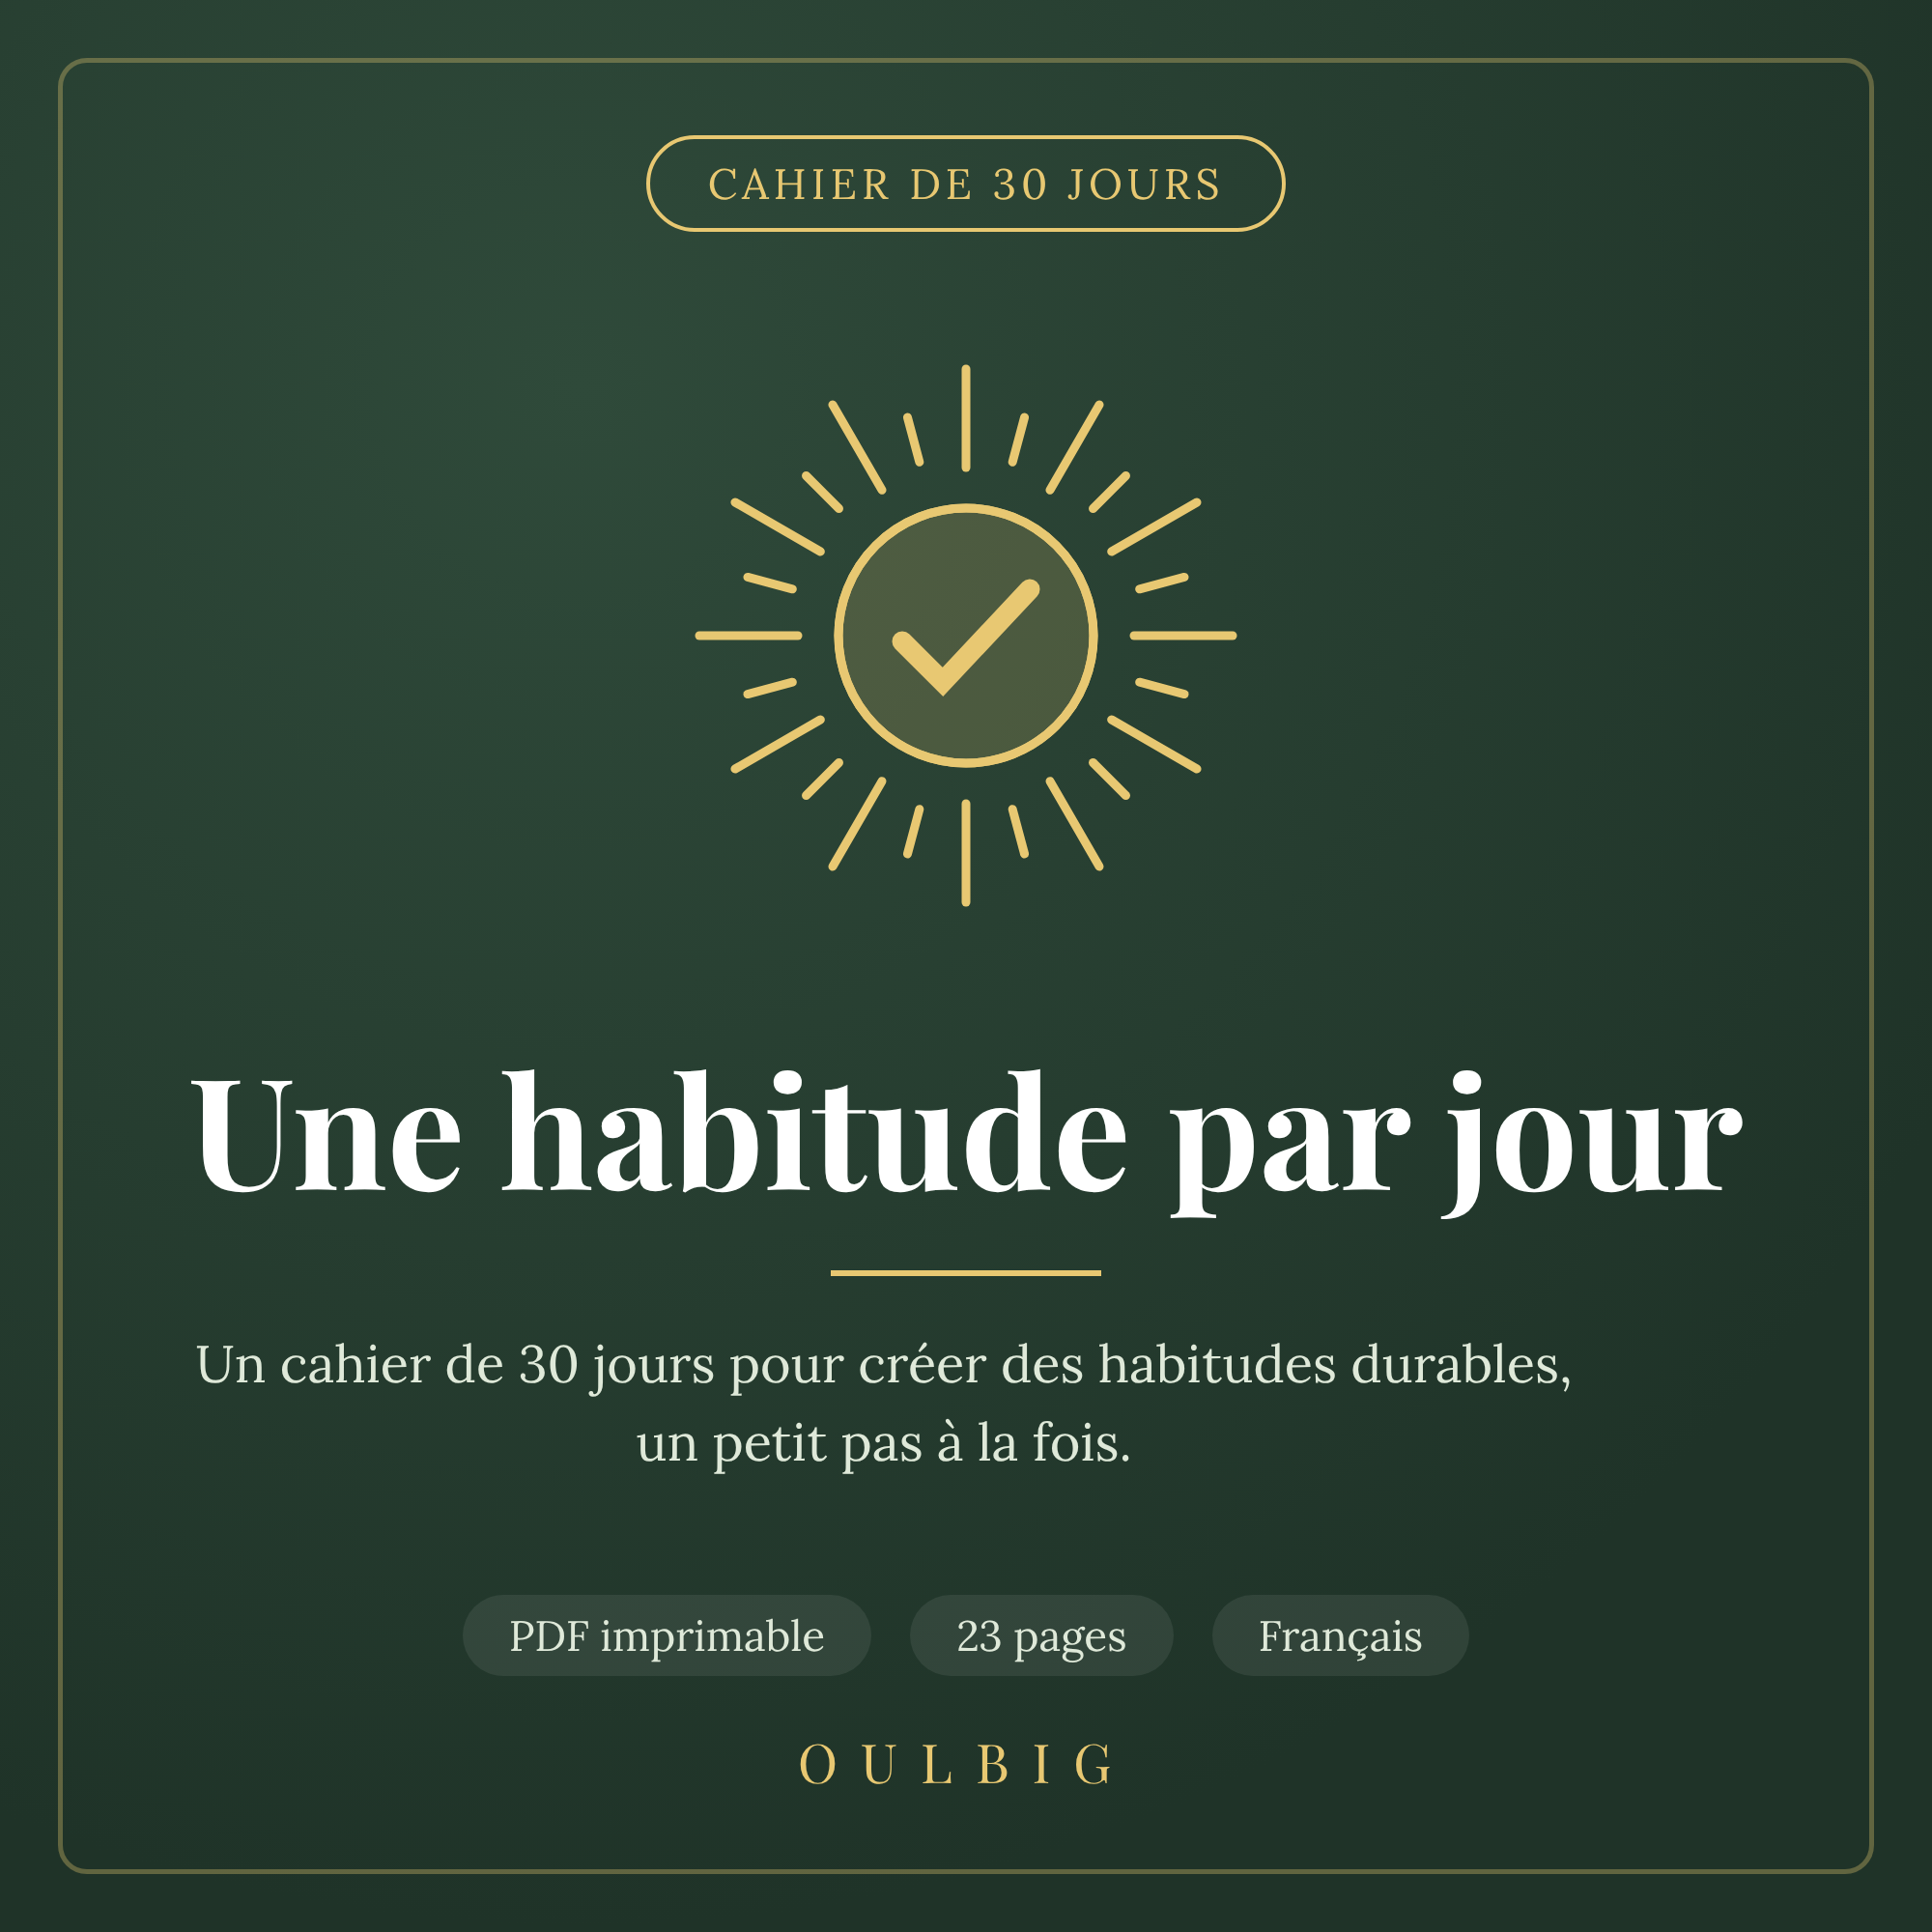 CAHIER DE 30 JOURS
Une habitude par jour
Un cahier de 30 jours pour créer des habitudes durables,
un petit pas à la fois.
PDF imprimable
23 pages
Français
OULBIG